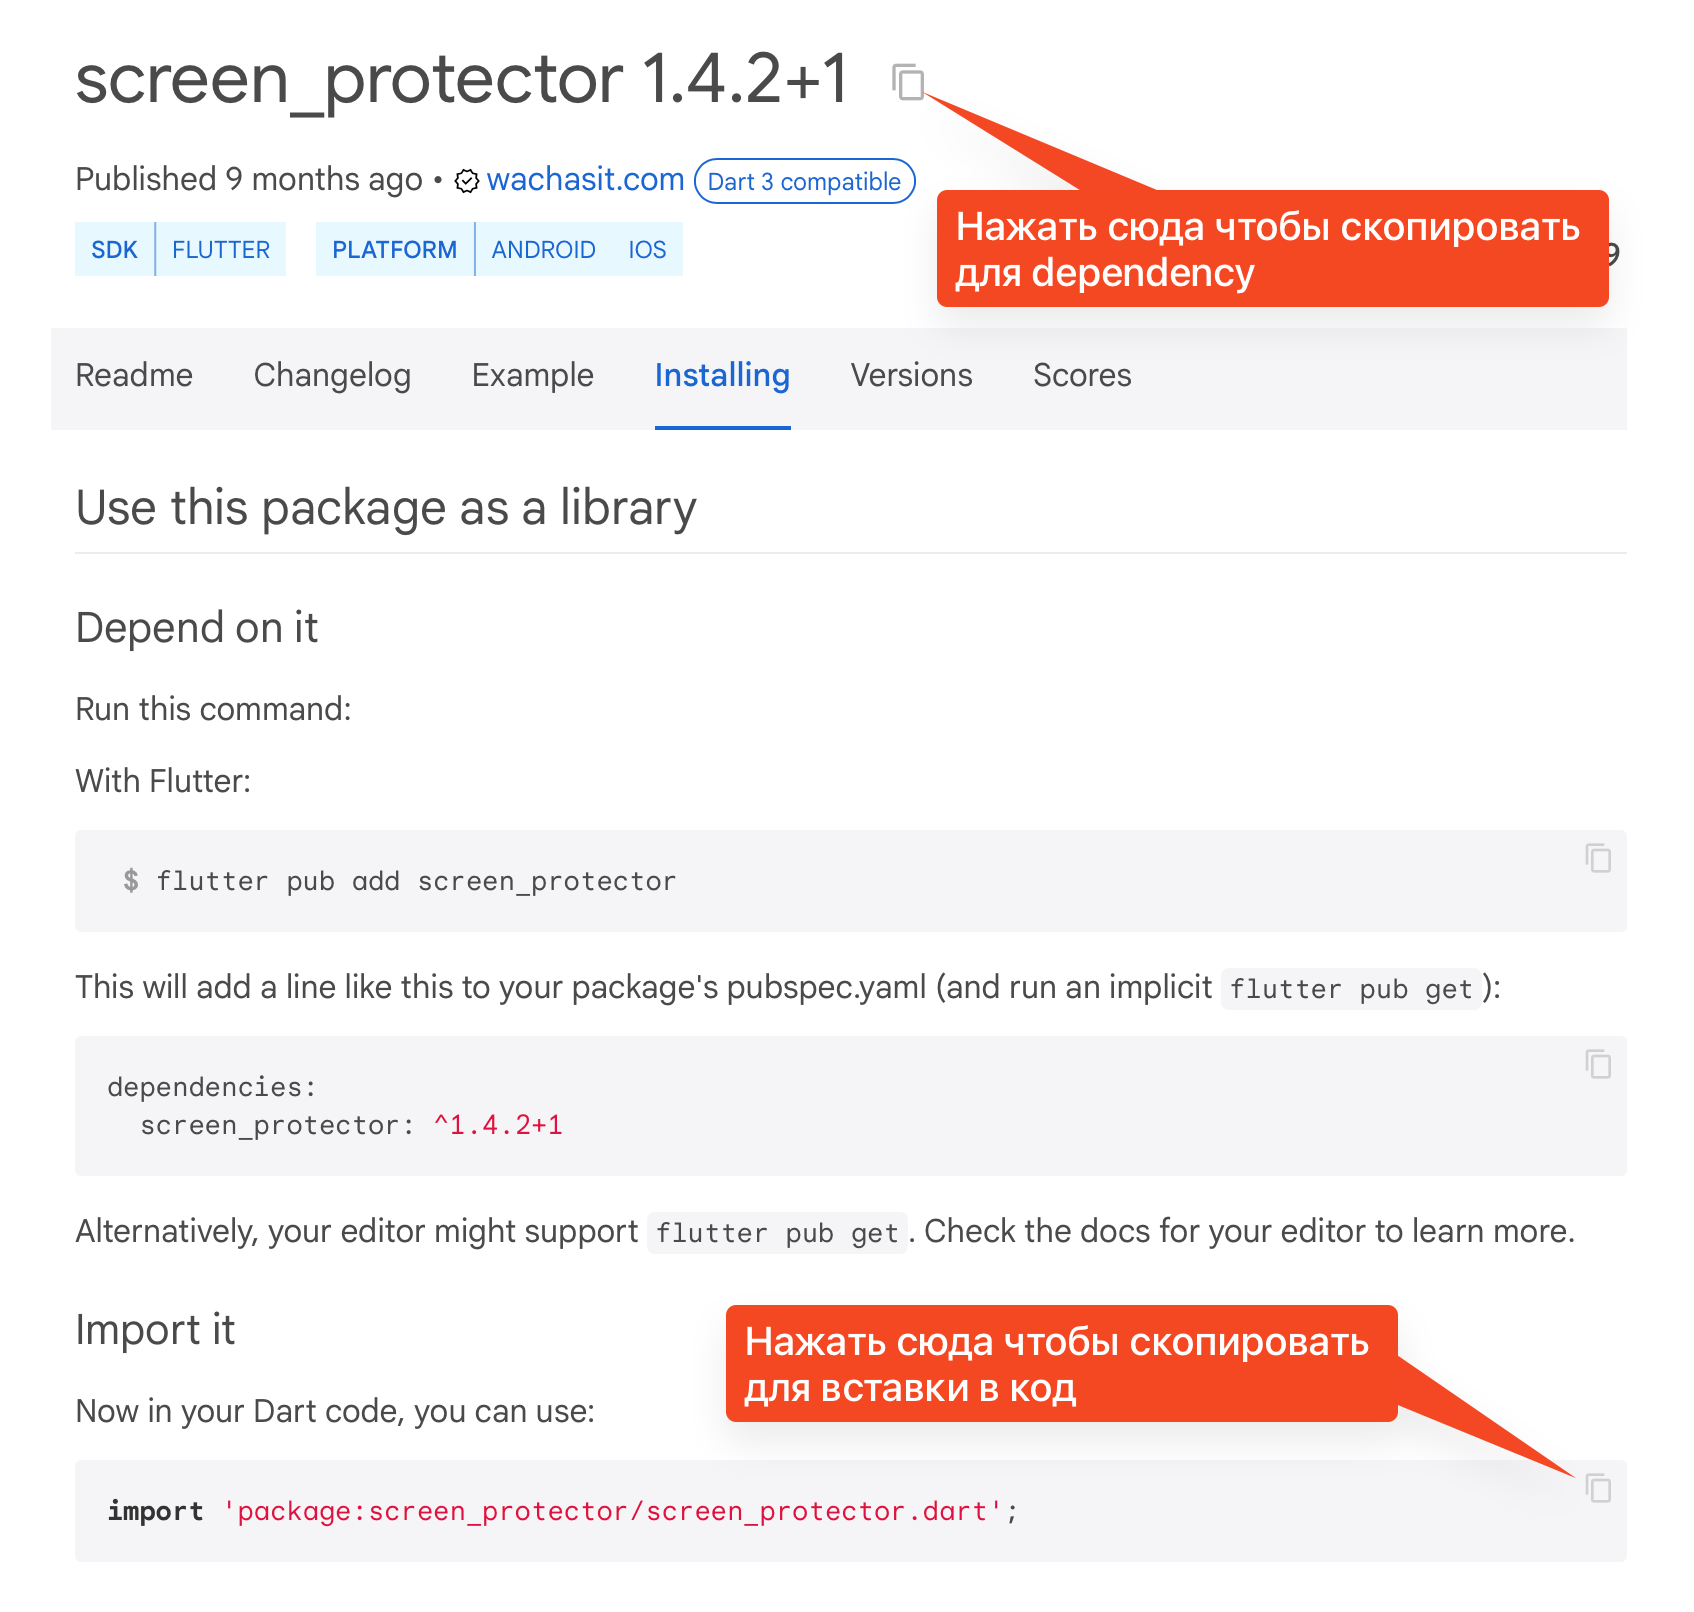 screen_protector 1.4.2+1
Published 9 months ago • wachasit.com Dart 3 compatible
SDK FLUTTER PLATFORM ANDROID IOS
Нажать сюда чтобы скопировать
для dependency
9
Readme Changelog Example Installing Versions Scores
Use this package as a library
Depend on it
Run this command:
With Flutter:
$ flutter pub add screen_protector
This will add a line like this to your package's pubspec.yaml (and run an implicit flutter pub get):
dependencies:
screen_protector: ^1.4.2+1
Alternatively, your editor might support flutter pub get. Check the docs for your editor to learn more.
Import it
Нажать сюда чтобы скопировать
для вставки в код
Now in your Dart code, you can use:
import 'package:screen_protector/screen_protector.dart';